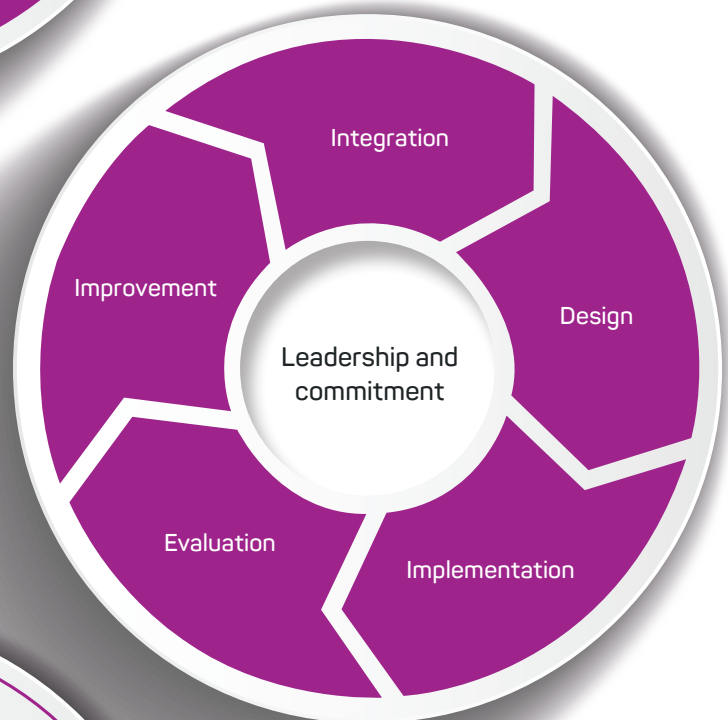 Integration
Design
Implementation
Evaluation
Improvement
Leadership and
commitment